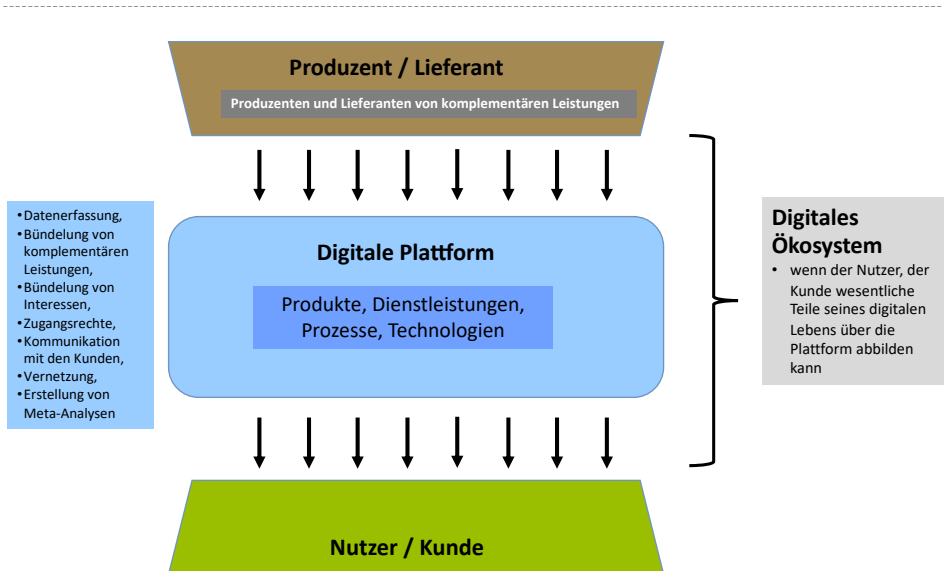 Produzent / Lieferant
Produzenten und Lieferanten von komplementären Leistungen
•Datenerfassung,
•Bündelung von
komplementären
Leistungen,
•Bündelung von
Interessen,
•Zugangsrechte,
•Kommunikation
mit den Kunden,
•Vernetzung,
•Erstellung von
Meta-Analysen
Digitale Plattform
Produkte, Dienstleistungen,
Prozesse, Technologien
Digitales
Ökosystem
• wenn der Nutzer, der
Kunde wesentliche
Teile seines digitalen
Lebens über die
Plattform abbilden
kann
Nutzer / Kunde